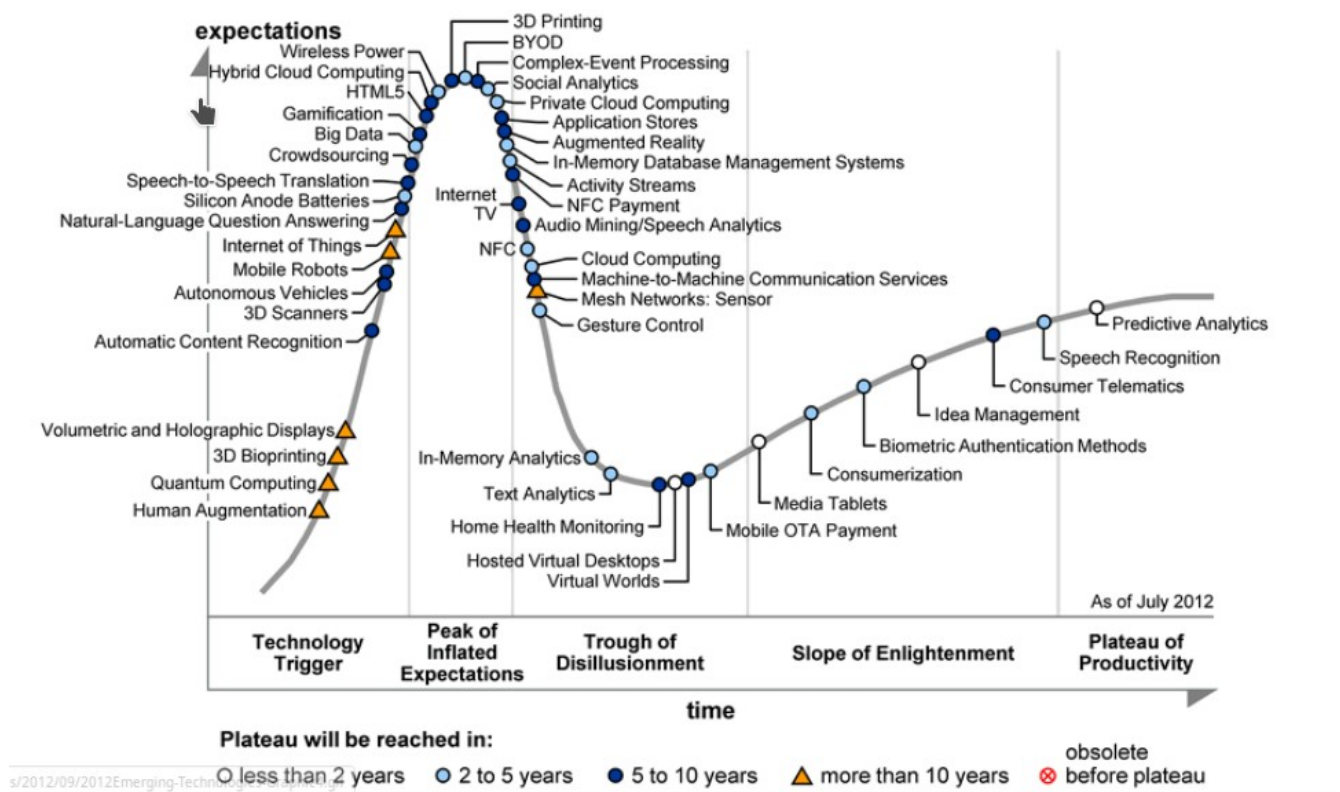 expectations
3D Printing
BYOD
Wireless Power
Complex-Event Processing
Hybrid Cloud Computing
Social Analytics
HTML5
Private Cloud Computing
Gamification
Application Stores
Big Data
Augmented Reality
Crowdsourcing
In-Memory Database Management Systems
Speech-to-Speech Translation
Activity Streams
Silicon Anode Batteries
Internet
TV
NFC Payment
Natural-Language Question Answering
Audio Mining/Speech Analytics
Internet of Things
NFC
Cloud Computing
Mobile Robots
Machine-to-Machine Communication Services
Autonomous Vehicles
Mesh Networks: Sensor
3D Scanners
Gesture Control
Automatic Content Recognition
Predictive Analytics
Speech Recognition
Consumer Telematics
Idea Management
Volumetric and Holographic Displays
Biometric Authentication Methods
3D Bioprinting
In-Memory Analytics
Consumerization
Quantum Computing
Text Analytics
Media Tablets
Human Augmentation
Home Health Monitoring
Mobile OTA Payment
Hosted Virtual Desktops
Virtual Worlds
As of July 2012
Technology
Trigger
Peak of
Inflated
Expectations
Trough of
Disillusionment
Slope of Enlightenment
Plateau of
Productivity
time
Plateau will be reached in:
less than 2 years
2 to 5 years
5 to 10 years
more than 10 years
obsolete
before plateau
s/2012/09/2012Emerging-Technologies-Graphic4.gif